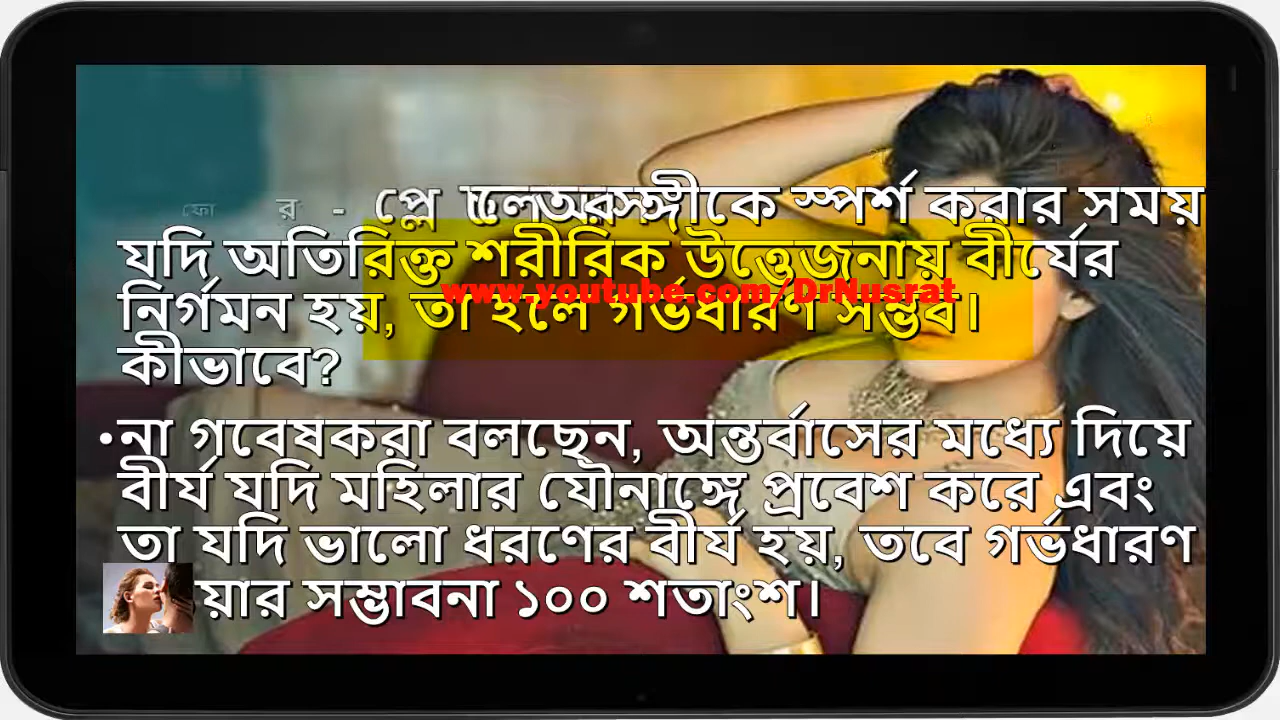 ফো র - প্লে সঙ্গীকে স্পর্শ করার সময়
যদি অতিরিক্ত শরীরিক উত্তেজনায় বীর্যের
www.youtube.com/DrNusrat
নির্গমন হয়, তা হলে গর্ভধারণ সম্ভব।
কীভাবে?
•না গবেষকরা বলছেন, অন্তর্বাসের মধ্যে দিয়ে
বীর্য যদি মহিলার যৌনাঙ্গে প্রবেশ করে এবং
তা যদি ভালো ধরণের বীর্য হয়, তবে গর্ভধারণ
য়ার সম্ভাবনা ১০০ শতাংশ।